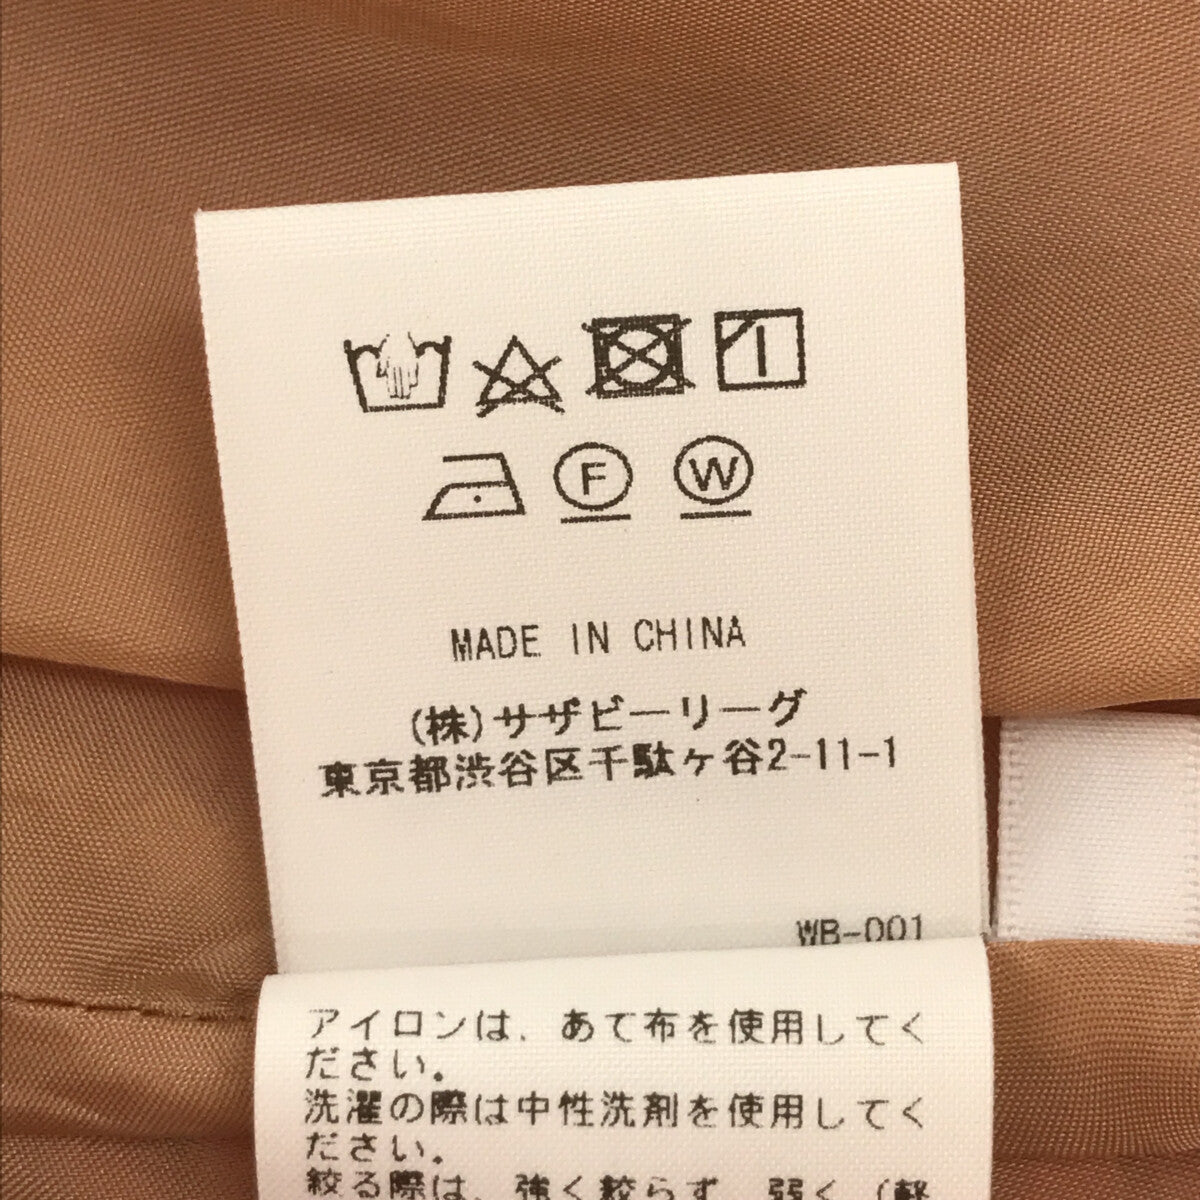 F W
MADE IN CHINA
(株)サザビーリーグ
東京都渋谷区千駄ケ谷2-11-1
WB-001
アイロンは、あて布を使用してく
ださい。
洗濯の際は中性洗剤を使用してく
ださい。
絞る際は、強く絞らず、弱く(軽